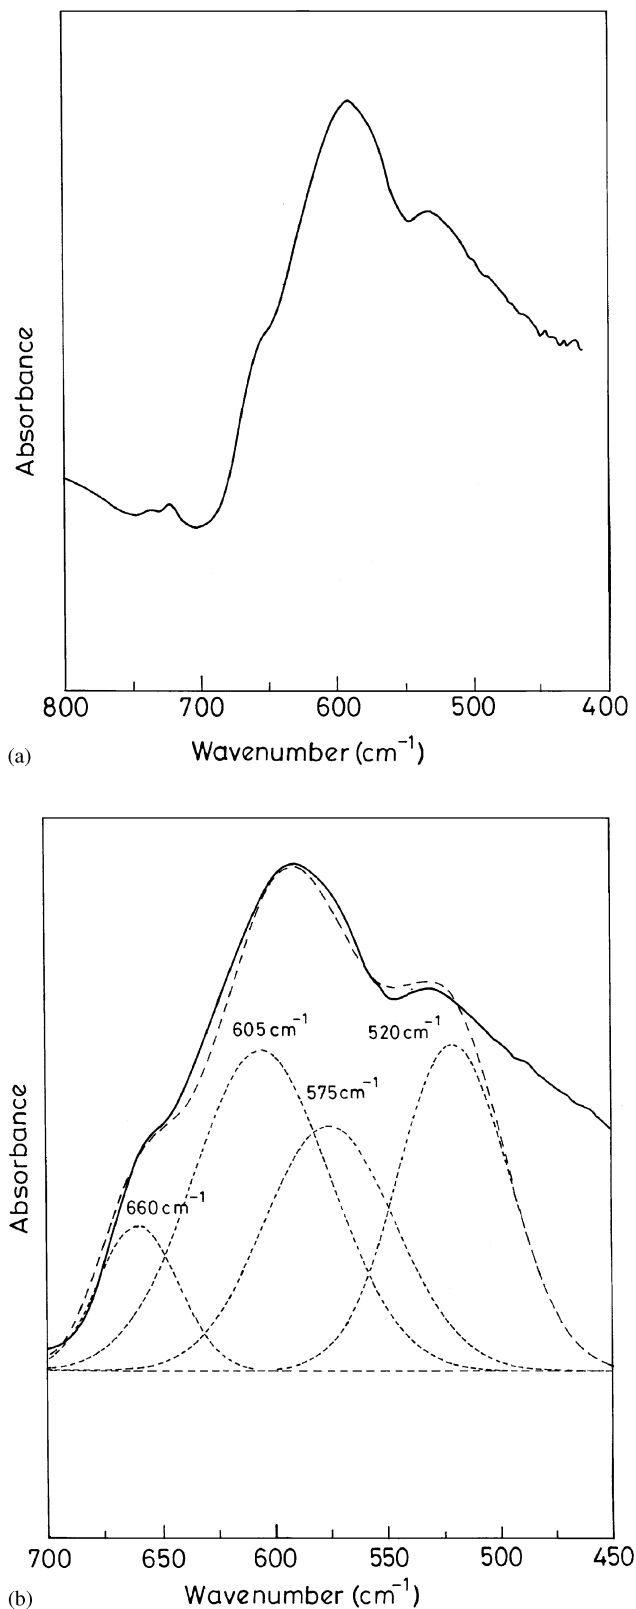 Absorbance
800 700 600 500 400
Wavenumber (cm⁻¹)
(a)
605 cm⁻¹
520 cm⁻¹
575 cm⁻¹
660 cm⁻¹
Absorbance
700 650 600 550 500 450
Wavenumber (cm⁻¹)
(b)